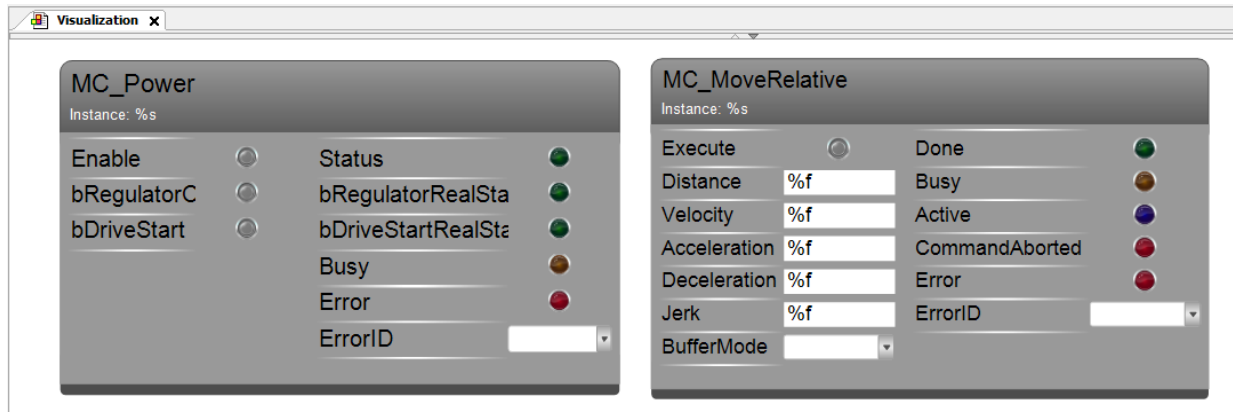 Visualization
MC_Power
Instance: %s
Enable
bRegulatorC
bDriveStart
Status
bRegulatorRealSta
bDriveStartRealSta
Busy
Error
ErrorID
MC_MoveRelative
Instance: %s
Execute
Distance %f
Velocity %f
Acceleration %f
Deceleration %f
Jerk %f
BufferMode
Done
Busy
Active
CommandAborted
Error
ErrorID